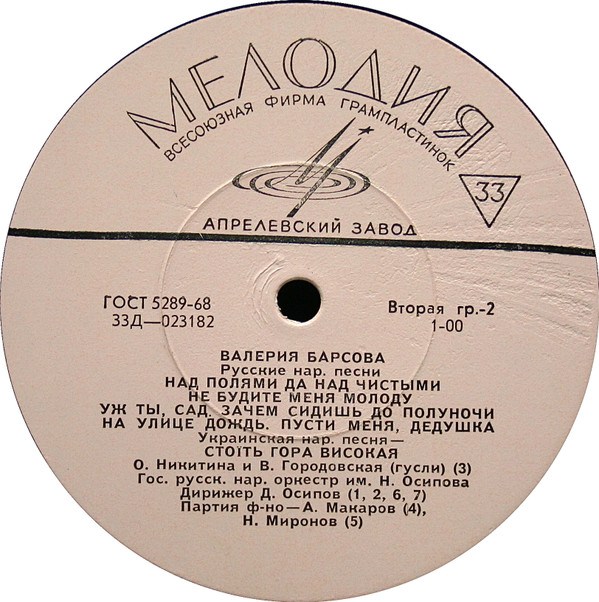 МЕЛОДИЯ
ВСЕСОЮЗНАЯ ФИРМА ГРАМПЛАСТИНОК
33
АПРЕЛЕВСКИЙ ЗАВОД
ГОСТ 5289-68
33Д—023182
Вторая гр.-2
1-00
ВАЛЕРИЯ БАРСОВА
Русские нар. песни
НАД ПОЛЯМИ ДА НАД ЧИСТЫМИ
НЕ БУДИТЕ МЕНЯ МОЛОДУ
УЖ ТЫ, САД. ЗАЧЕМ СИДИШЬ ДО ПОЛУНОЧИ
НА УЛИЦЕ ДОЖДЬ. ПУСТИ МЕНЯ, ДЕДУШКА
Украинская нар. песня—
СТОЇТЬ ГОРА ВИСОКАЯ
О. Никитина и В. Городовская (гусли) (3)
Гос. русск. нар. оркестр им. Н. Осипова
Дирижер Д. Осипов (1, 2, 6, 7)
Партия ф-но—А. Макаров (4),
Н. Миронов (5)